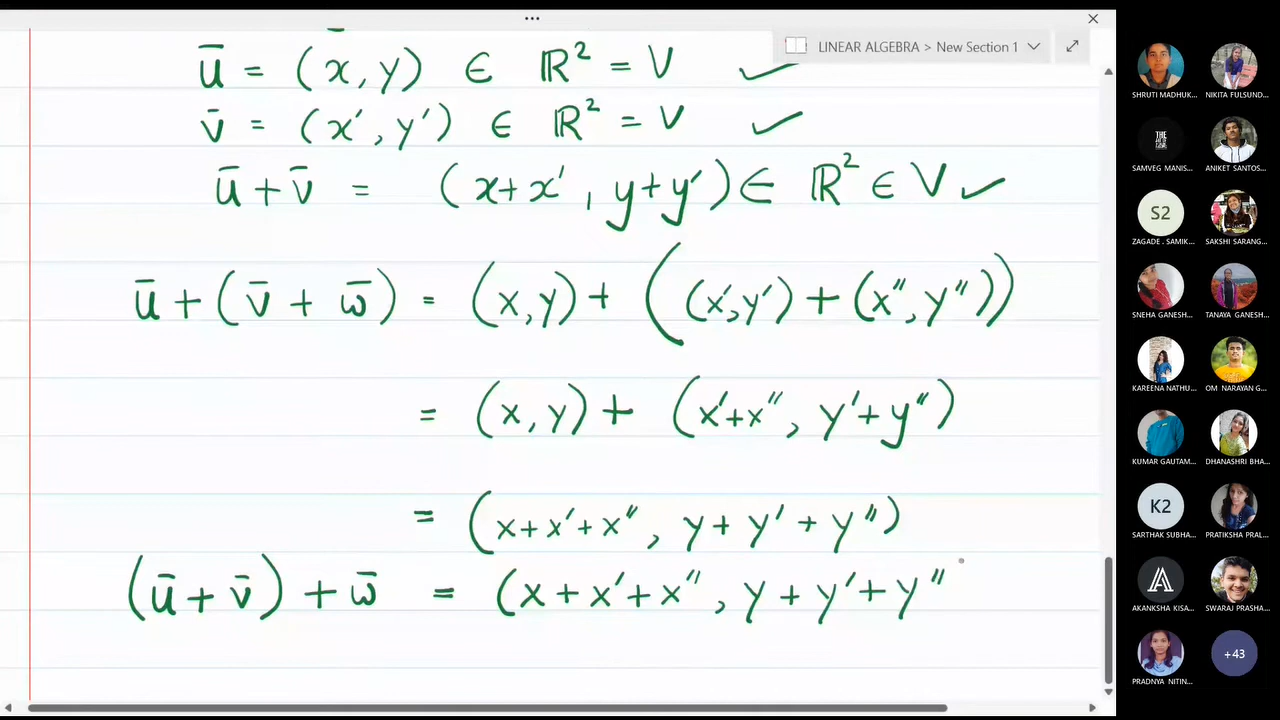 LINEAR ALGEBRA > New Section 1
ū = (x, y) ∈ ℝ² = V ✓
v̄ = (x′, y′) ∈ ℝ² = V ✓
ū + v̄ = (x+x′, y+y′) ∈ ℝ² ∈ V ✓
ū + (v̄ + w̄) = (x, y) + ((x′, y′) + (x″, y″))
= (x, y) + (x′+x″, y′+y″)
= (x+x′+x″, y+y′+y″)
(ū + v̄) + w̄ = (x+x′+x″, y+y′+y″
SHRUTI MADHUK...
NIKITA FULSUND...
THE
SAMVEG MANIS...
ANIKET SANTOS...
S2
ZAGADE . SAMIK...
SAKSHI SARANG...
SNEHA GANESH...
TANAYA GANESH...
KAREENA NATHU...
OM NARAYAN G...
KUMAR GAUTAM...
DHANASHRI BHA...
K2
SARTHAK SUBHA...
PRATIKSHA PRAL...
A
AKANKSHA KISA...
SWARAJ PRASHA...
PRADNYA NITIN...
+43